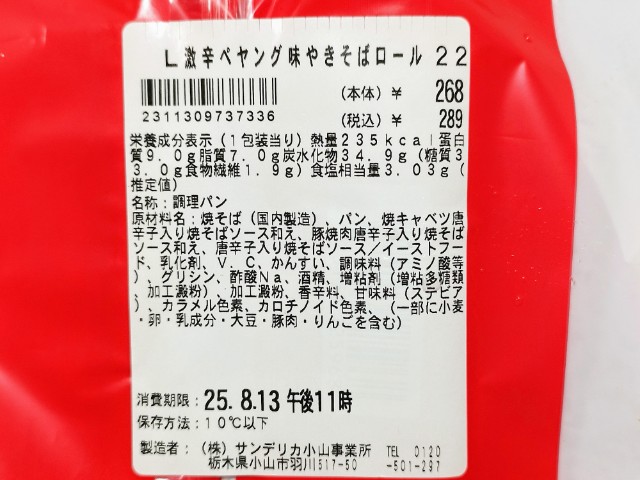 L激辛ペヤング味やきそばロール22
(本体)¥ 268
2311309737336
(税込)¥ 289
栄養成分表示(1包装当り)熱量235kcal蛋白
質9.0g脂質7.0g炭水化物34.9g(糖質3
3.0g食物繊維1.9g)食塩相当量3.03g(
推定値)
名称:調理パン
原材料名:焼そば(国内製造)、パン、焼キャベツ唐
辛子入り焼そばソース和え、豚焼肉唐辛子入り焼そば
ソース和え、唐辛子入り焼そばソース/イーストフー
ド、乳化剤、V.C、かんすい、調味料(アミノ酸等
)、グリシン、酢酸Na、酒精、増粘剤(増粘多糖類
、加工澱粉)、加工澱粉、香辛料、甘味料(ステビア
)、カラメル色素、カロチノイド色素、(一部に小麦
・卵・乳成分・大豆・豚肉・りんごを含む)
消費期限:25.8.13午後11時
保存方法:10℃以下
製造者:(株)サンデリカ小山事業所 TEL 0120
栃木県小山市羽川517-50 -501-297